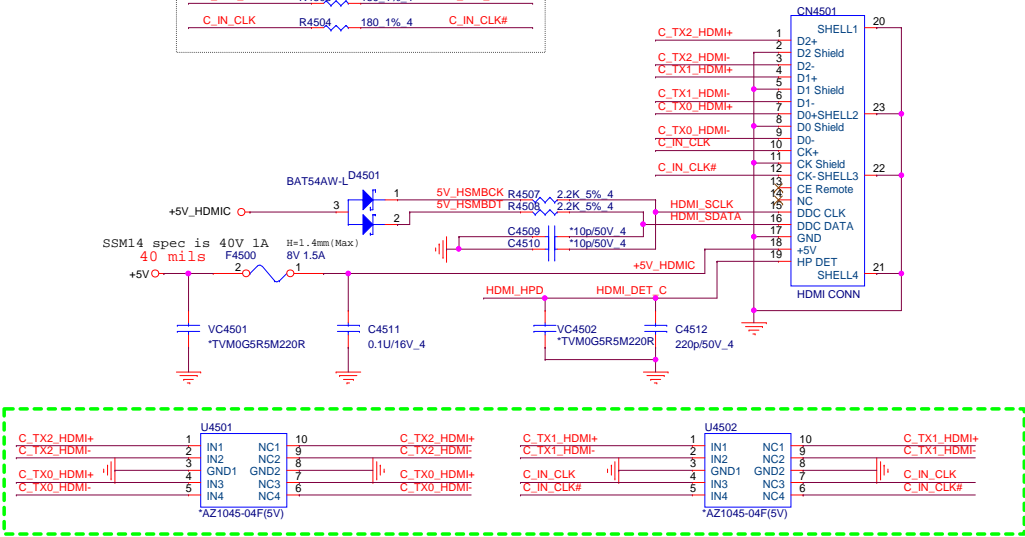 C_IN_CLK R4504 180_1%_4 C_IN_CLK#
CN4501
SHELL1 20
C_TX2_HDMI+ 1 D2+
2 D2 Shield
C_TX2_HDMI- 3 D2-
C_TX1_HDMI+ 4 D1+
5 D1 Shield
C_TX1_HDMI- 6 D1-
C_TX0_HDMI+ 7 D0+SHELL2 23
8 D0 Shield
C_TX0_HDMI- 9 D0-
C_IN_CLK 10 CK+
11 CK Shield
C_IN_CLK# 12 CK-SHELL3 22
13 CE Remote
14 NC
HDMI_SCLK 15 DDC CLK
HDMI_SDATA 16 DDC DATA
17 GND
18 +5V
19 HP DET
SHELL4 21
HDMI CONN
BAT54AW-L D4501
1 5V_HSMBCK R4507 2.2K_5%_4
+5V_HDMIC 3
2 5V_HSMBDT R4508 2.2K_5%_4
C4509 *10p/50V_4
C4510 *10p/50V_4
SSM14 spec is 40V 1A H=1.4mm(Max)
40 mils F4500 8V 1.5A
+5V 2 1
+5V_HDMIC
HDMI_HPD HDMI_DET_C
VC4501
*TVM0G5R5M220R
C4511
0.1U/16V_4
VC4502
*TVM0G5R5M220R
C4512
220p/50V_4
U4501
C_TX2_HDMI+ 1 IN1 NC1 10 C_TX2_HDMI+
C_TX2_HDMI- 2 IN2 NC2 9 C_TX2_HDMI-
3 GND1 GND2 8
C_TX0_HDMI+ 4 IN3 NC3 7 C_TX0_HDMI+
C_TX0_HDMI- 5 IN4 NC4 6 C_TX0_HDMI-
*AZ1045-04F(5V)
U4502
C_TX1_HDMI+ 1 IN1 NC1 10 C_TX1_HDMI+
C_TX1_HDMI- 2 IN2 NC2 9 C_TX1_HDMI-
3 GND1 GND2 8
C_IN_CLK 4 IN3 NC3 7 C_IN_CLK
C_IN_CLK# 5 IN4 NC4 6 C_IN_CLK#
*AZ1045-04F(5V)